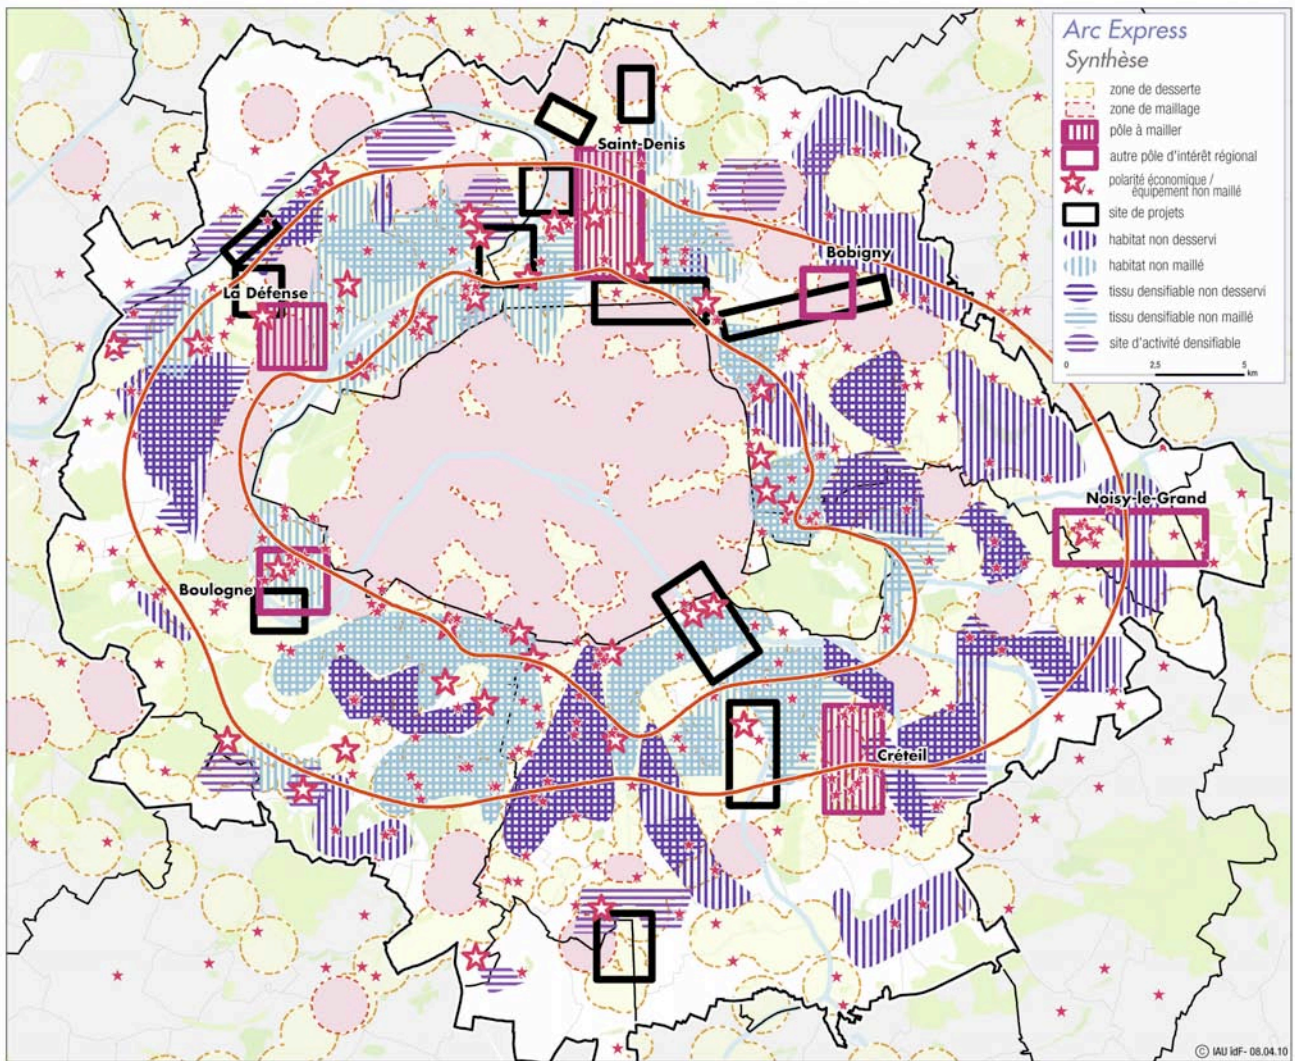 Arc Express
Synthèse
zone de desserte
zone de maillage
pôle à mailler
autre pôle d'intérêt régional
polarité économique /
équipement non maillé
site de projets
habitat non desservi
habitat non maillé
tissu densifiable non desservi
tissu densifiable non maillé
site d'activité densifiable
0 2,5 5
km
Saint-Denis
Bobigny
La Défense
Noisy-le-Grand
Boulogne
Créteil
© IAU îdF- 08.04.10